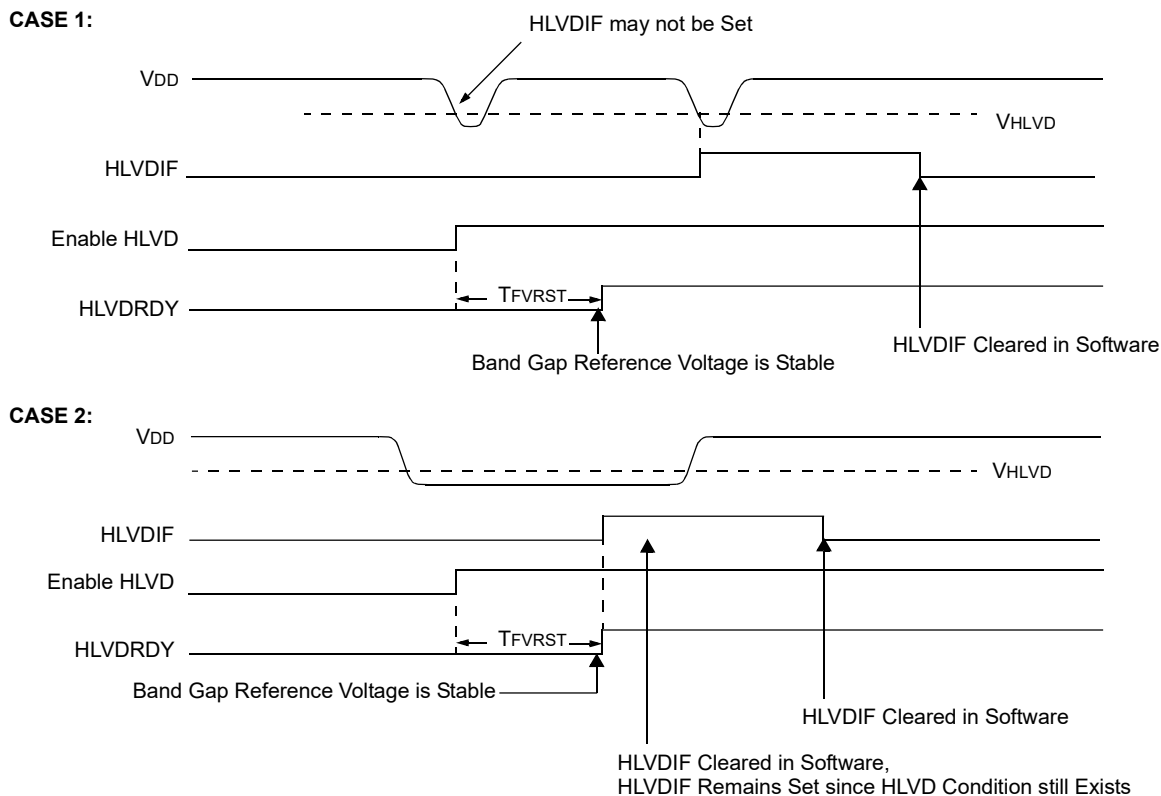 CASE 1:
HLVDIF may not be Set
VDD
VHLVD
HLVDIF
Enable HLVD
TFVRST
HLVDRDY
HLVDIF Cleared in Software
Band Gap Reference Voltage is Stable
CASE 2:
VDD
VHLVD
HLVDIF
Enable HLVD
TFVRST
HLVDRDY
Band Gap Reference Voltage is Stable
HLVDIF Cleared in Software
HLVDIF Cleared in Software,
HLVDIF Remains Set since HLVD Condition still Exists